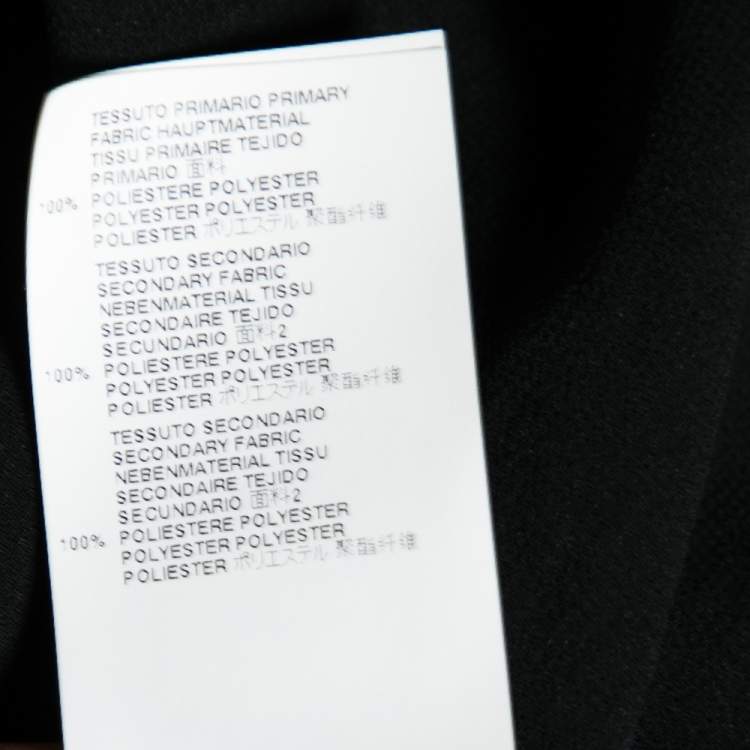 TESSUTO PRIMARIO PRIMARY
FABRIC HAUPTMATERIAL
TISSU PRIMAIRE TEJIDO
PRIMARIO 面料
100% POLIESTERE POLYESTER
POLYESTER POLYESTER
POLIESTER ポリエステル 聚酯纤维
TESSUTO SECONDARIO
SECONDARY FABRIC
NEBENMATERIAL TISSU
SECONDAIRE TEJIDO
SECUNDARIO 面料2
100% POLIESTERE POLYESTER
POLYESTER POLYESTER
POLIESTER ポリエステル 聚酯纤维
TESSUTO SECONDARIO
SECONDARY FABRIC
NEBENMATERIAL TISSU
SECONDAIRE TEJIDO
SECUNDARIO 面料2
100% POLIESTERE POLYESTER
POLYESTER POLYESTER
POLIESTER ポリエステル 聚酯纤维